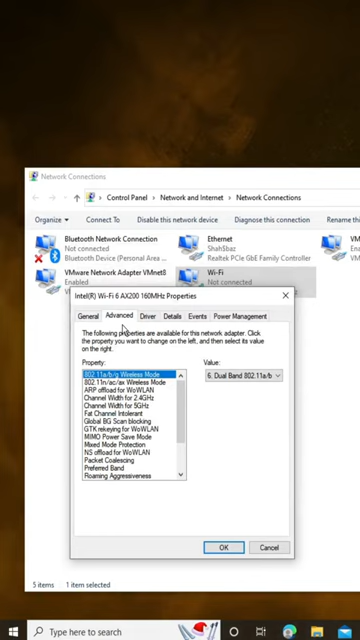 Network Connections
Control Panel > Network and Internet > Network Connections
Organize Connect To Disable this network device Diagnose this connection Rename this
Bluetooth Network Connection
Not connected
Bluetooth Device (Personal Area ...
Ethernet
ShahSbaz
Realtek PCIe GbE Family Controller
VMware Network Adapter VMnet8
Enabled
Wi-Fi
Not connected
Intel(R) Wi-Fi 6 AX200 160MHz Properties
General Advanced Driver Details Events Power Management
The following properties are available for this network adapter. Click
the property you want to change on the left, and then select its value
on the right.
Property:
Value:
802.11a/b/g Wireless Mode
802.11n/ac/ax Wireless Mode
ARP offload for WoWLAN
Channel Width for 2.4GHz
Channel Width for 5GHz
Fat Channel Intolerant
Global BG Scan blocking
GTK rekeying for WoWLAN
MIMO Power Save Mode
Mixed Mode Protection
NS offload for WoWLAN
Packet Coalescing
Preferred Band
Roaming Aggressiveness
6. Dual Band 802.11a/b
OK Cancel
5 items 1 item selected
Type here to search